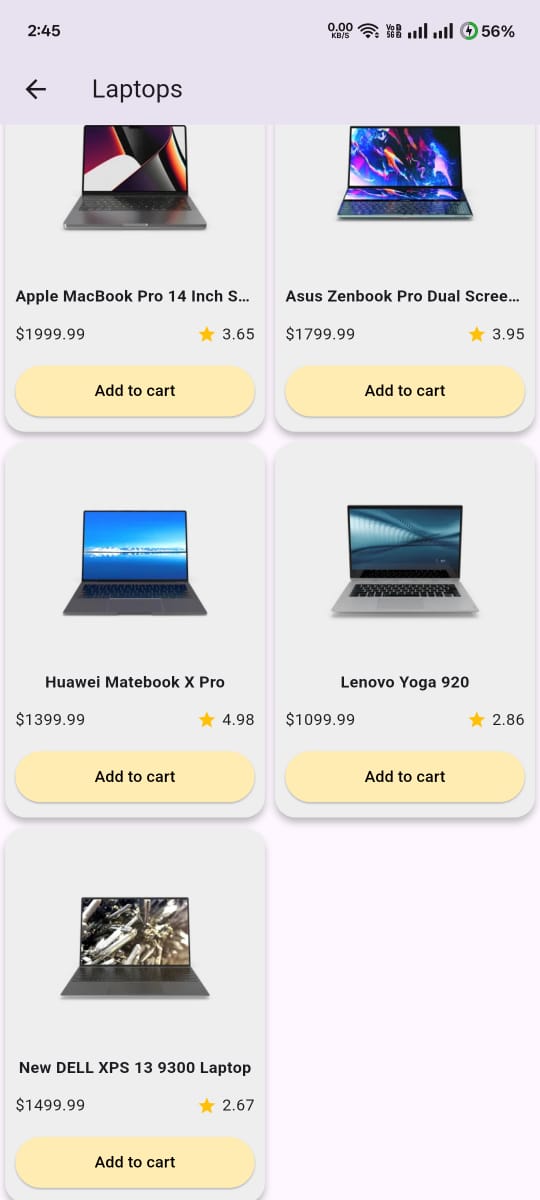 2:45
0.00
KB/S
Vo
5G
56%
Laptops
Apple MacBook Pro 14 Inch S...
Asus Zenbook Pro Dual Scree...
$1999.99
3.65
$1799.99
3.95
Add to cart
Add to cart
Huawei Matebook X Pro
Lenovo Yoga 920
$1399.99
4.98
$1099.99
2.86
Add to cart
Add to cart
New DELL XPS 13 9300 Laptop
$1499.99
2.67
Add to cart